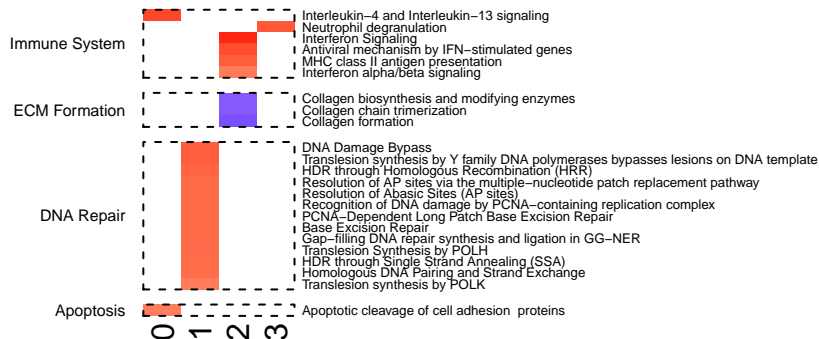 Immune System
Interleukin−4 and Interleukin−13 signaling
Neutrophil degranulation
Interferon Signaling
Antiviral mechanism by IFN−stimulated genes
MHC class II antigen presentation
Interferon alpha/beta signaling
ECM Formation
Collagen biosynthesis and modifying enzymes
Collagen chain trimerization
Collagen formation
DNA Repair
DNA Damage Bypass
Translesion synthesis by Y family DNA polymerases bypasses lesions on DNA template
HDR through Homologous Recombination (HRR)
Resolution of AP sites via the multiple−nucleotide patch replacement pathway
Resolution of Abasic Sites (AP sites)
Recognition of DNA damage by PCNA−containing replication complex
PCNA−Dependent Long Patch Base Excision Repair
Base Excision Repair
Gap−filling DNA repair synthesis and ligation in GG−NER
Translesion Synthesis by POLH
HDR through Single Strand Annealing (SSA)
Homologous DNA Pairing and Strand Exchange
Translesion synthesis by POLK
Apoptosis
Apoptotic cleavage of cell adhesion proteins
0
1
2
3